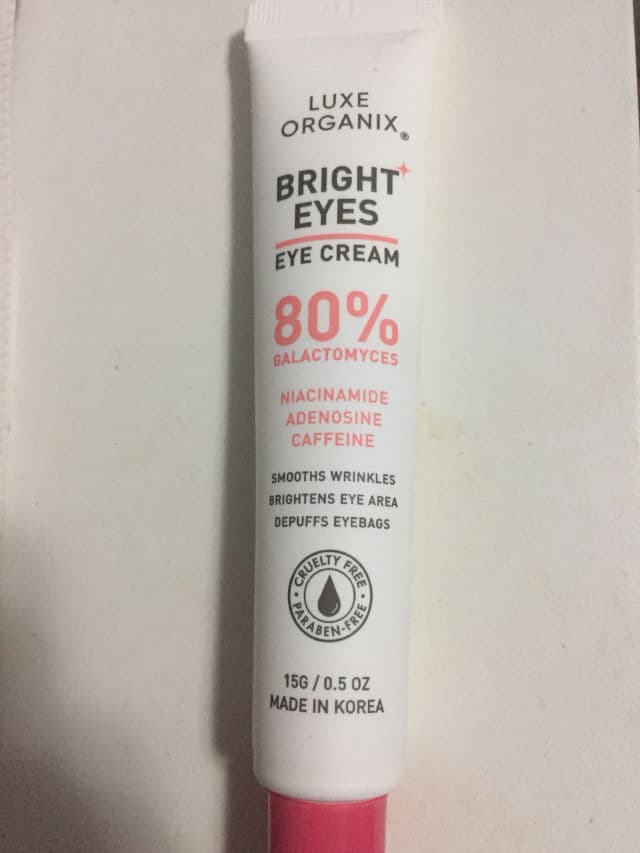 LUXE
ORGANIX®
BRIGHT
EYES
EYE CREAM
80%
GALACTOMYCES
NIACINAMIDE
ADENOSINE
CAFFEINE
SMOOTHS WRINKLES
BRIGHTENS EYE AREA
DEPUFFS EYEBAGS
CRUELTY FREE
PARABEN-FREE
15G / 0.5 OZ
MADE IN KOREA